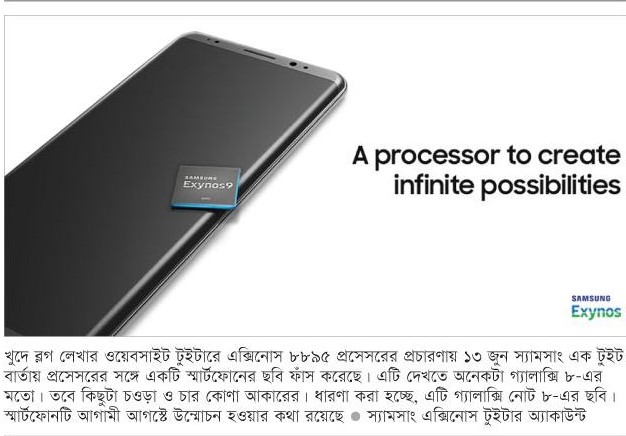 SAMSUNG
Exynos9
A processor to create
infinite possibilities
SAMSUNG
Exynos
খুদে ব্লগ লেখার ওয়েবসাইট টুইটারে এক্সিনোস ৮৮৯৫ প্রসেসরের প্রচারণায় ১৩ জুন স্যামসাং এক টুইট
বার্তায় প্রসেসরের সঙ্গে একটি স্মার্টফোনের ছবি ফাঁস করেছে। এটি দেখতে অনেকটা গ্যালাক্সি ৮-এর
মতো। তবে কিছুটা চওড়া ও চার কোণা আকারের। ধারণা করা হচ্ছে, এটি গ্যালাক্সি নোট ৮-এর ছবি।
স্মার্টফোনটি আগামী আগস্টে উন্মোচন হওয়ার কথা রয়েছে ● স্যামসাং এক্সিনোস টুইটার অ্যাকাউন্ট